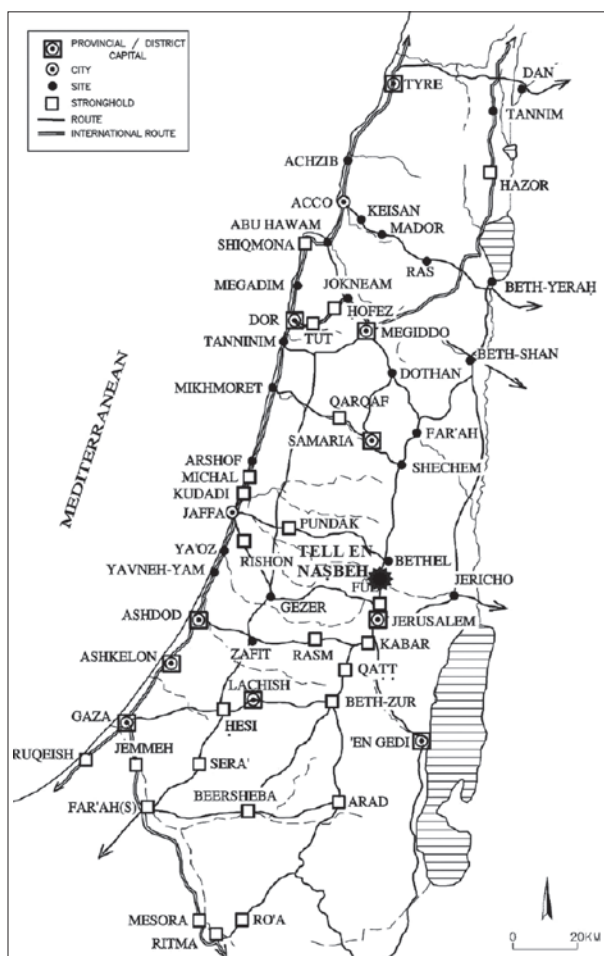 PROVINCIAL / DISTRICT
CAPITAL
CITY
SITE
STRONGHOLD
ROUTE
INTERNATIONAL ROUTE
DAN
TYRE
TANNIM
ACHZIB
HAZOR
ACCO
KEISAN
ABU HAWAM
MADOR
SHIQMONA
JOKNEAM
RAS
MEGADIM
BETH-YERAḤ
HOFEZ
DOR
TUT
MEGIDDO
TANNINIM
BETH-SHAN
DOTHAN
MIKHMORET
QARQAF
SAMARIA
FAR'AH
MEDITERRANEAN
ARSHOF
SHECHEM
MICHAL
KUDADI
JAFFA
PUNDAK
YA'OZ
RISHON
TELL EN
NAṢBEH
BETHEL
YAVNEH-YAM
FUL
JERICHO
GEZER
ASHDOD
JERUSALEM
ZAFIT
RASM
KABAR
ASHKELON
QATT
LACHISH
GAZA
HESI
BETH-ZUR
RUQEISH
JEMMEH
'EN GEDI
SERA'
FAR'AH(S)
BEERSHEBA
ARAD
MESORA
RO'A
RITMA
N
0 20KM